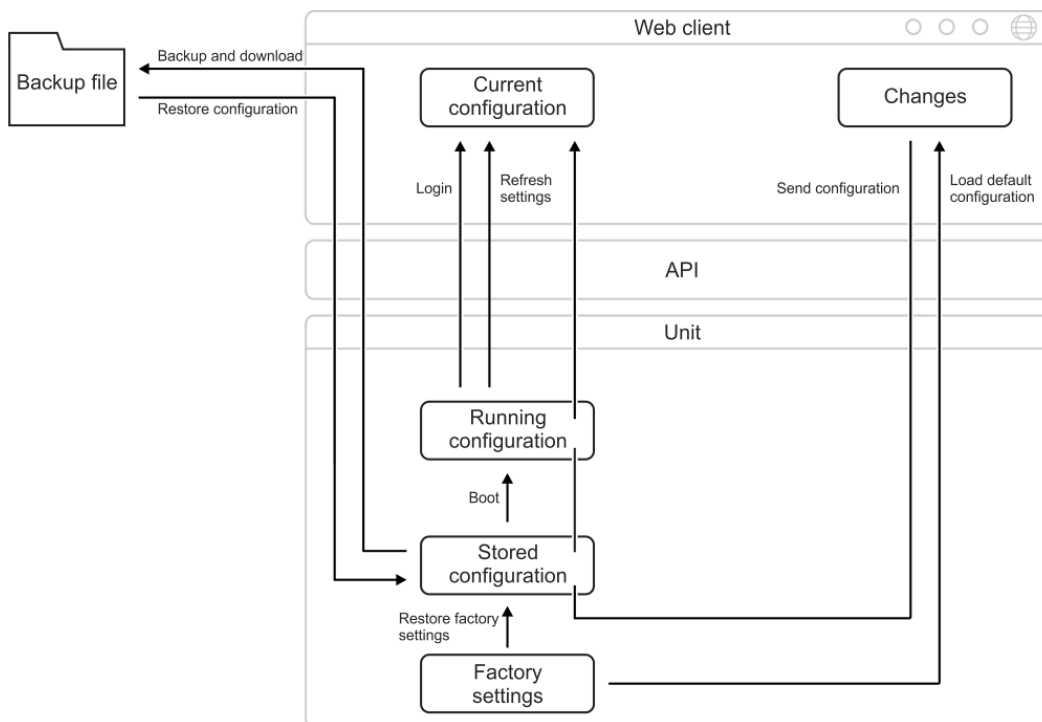 Web client
Backup file
Backup and download
Restore configuration
Current
configuration
Changes
Login
Refresh
settings
Send configuration
Load default
configuration
API
Unit
Running
configuration
Boot
Stored
configuration
Restore factory
settings
Factory
settings